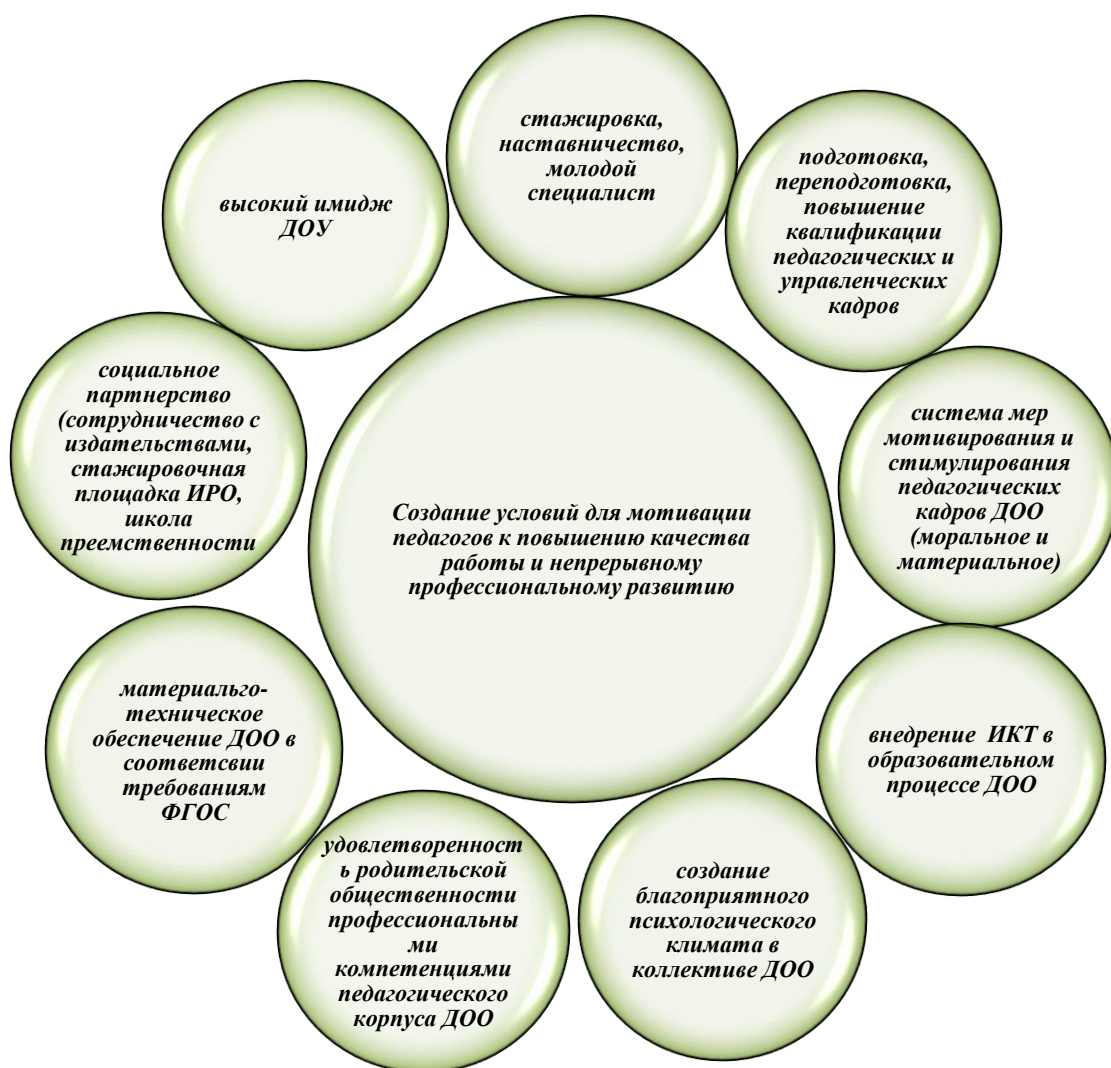 стажировка,
наставничество,
молодой
специалист
подготовка,
переподготовка,
повышение
квалификации
педагогических и
управленческих
кадров
система мер
мотивирования и
стимулирования
педагогических
кадров ДОО
(моральное и
материальное)
внедрение ИКТ в
образовательном
процессе ДОО
создание
благоприятного
психологического
климата в
коллективе ДОО
удовлетворенност
ь родительской
общественности
профессиональны
ми
компетенциями
педагогического
корпуса ДОО
материальго-
техническое
обеспечение ДОО в
соответсвии
требованиям
ФГОС
социальное
партнерство
(сотрудничество с
издательствами,
стажировочная
площадка ИРО,
школа
преемственности
высокий имидж
ДОУ
Создание условий для мотивации
педагогов к повышению качества
работы и непрерывному
профессиональному развитию